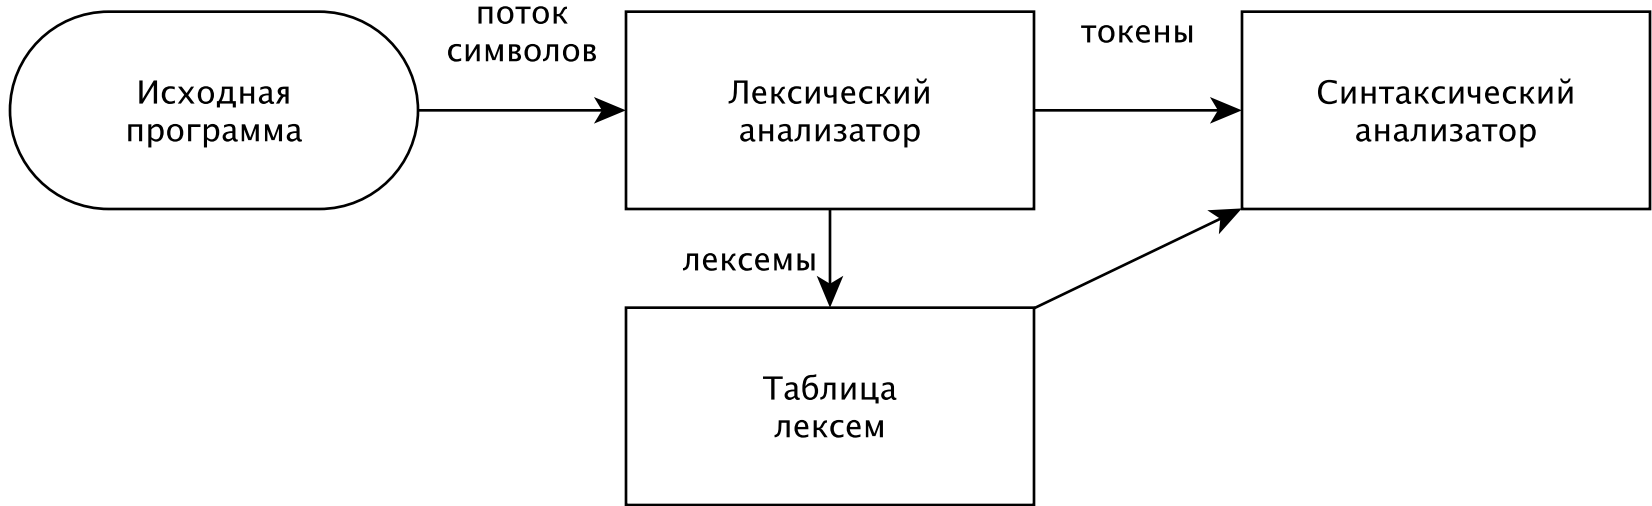 поток
символов
токены
Исходная
программа
Лексический
анализатор
Синтаксический
анализатор
лексемы
Таблица
лексем